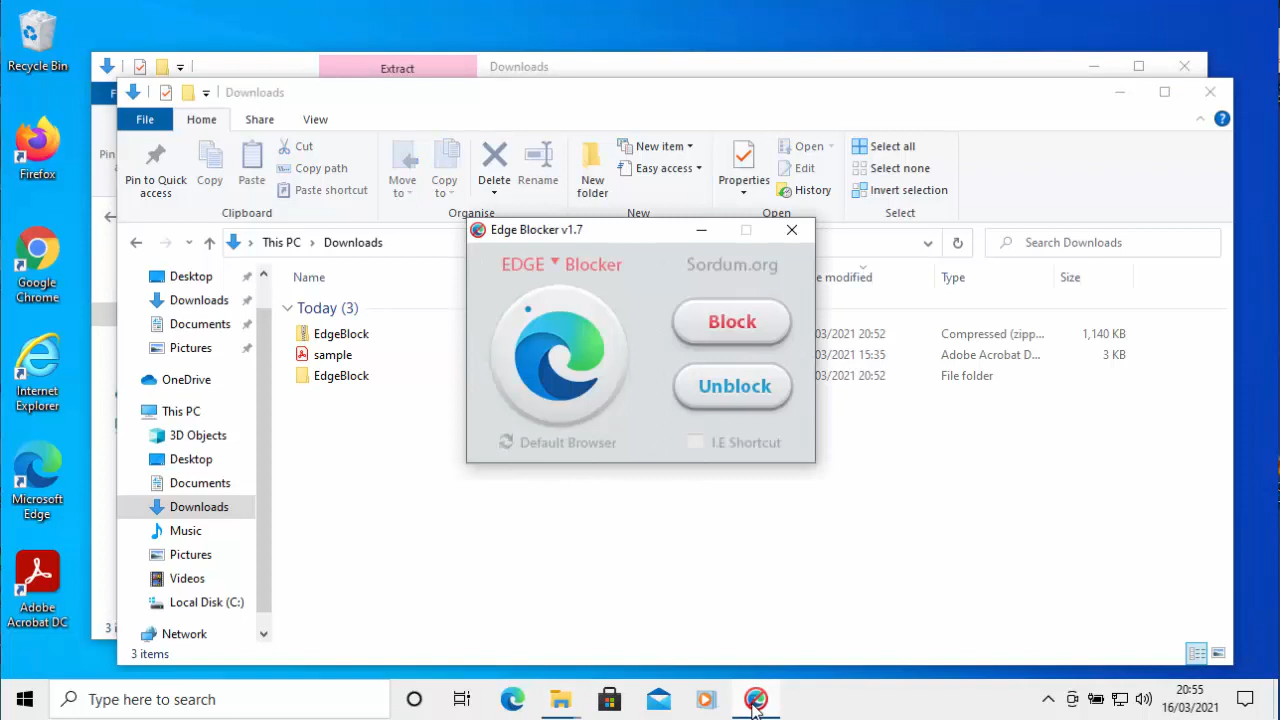 Recycle Bin
Firefox
Google
Chrome
Internet
Explorer
Microsoft
Edge
Adobe
Acrobat DC
Extract
Downloads
Downloads
File
Home
Share
View
Pin to Quick
access
Copy
Paste
Cut
Copy path
Paste shortcut
Clipboard
Move
to
Copy
to
Delete
Rename
Organise
New
folder
New item
Easy access
New
Properties
Open
Edit
History
Open
Select all
Select none
Invert selection
Select
This PC
Downloads
Search Downloads
Desktop
Downloads
Documents
Pictures
OneDrive
This PC
3D Objects
Desktop
Documents
Downloads
Music
Pictures
Videos
Local Disk (C:)
Network
3 items
Name
Type
Size
Today (3)
EdgeBlock
03/2021 20:52
Compressed (zipp...
1,140 KB
sample
03/2021 15:35
Adobe Acrobat D...
3 KB
EdgeBlock
03/2021 20:52
File folder
Edge Blocker v1.7
EDGE Blocker
Sordum.org
Block
Unblock
Default Browser
I.E Shortcut
Type here to search
20:55
16/03/2021